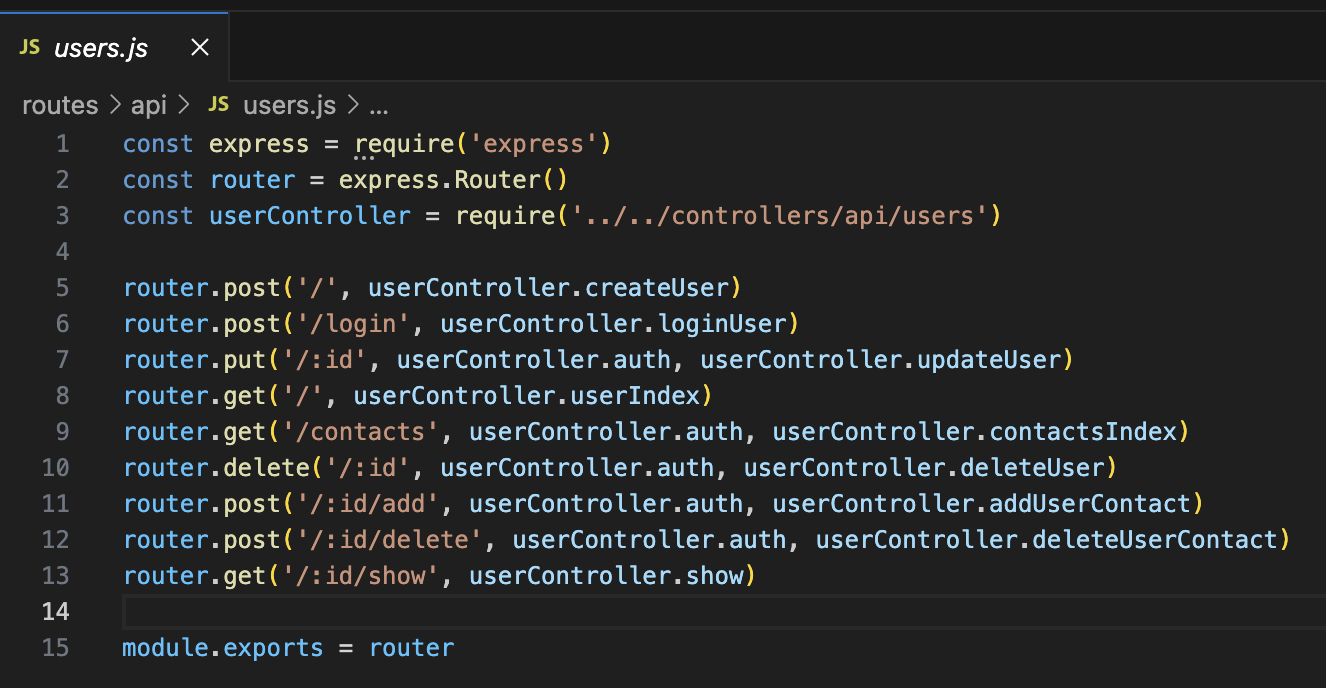 JS users.js ×
routes > api > JS users.js > ...
1 const express = require('express')
2 const router = express.Router()
3 const userController = require('../../controllers/api/users')
4
5 router.post('/', userController.createUser)
6 router.post('/login', userController.loginUser)
7 router.put('/:id', userController.auth, userController.updateUser)
8 router.get('/', userController.userIndex)
9 router.get('/contacts', userController.auth, userController.contactsIndex)
10 router.delete('/:id', userController.auth, userController.deleteUser)
11 router.post('/:id/add', userController.auth, userController.addUserContact)
12 router.post('/:id/delete', userController.auth, userController.deleteUserContact)
13 router.get('/:id/show', userController.show)
14
15 module.exports = router